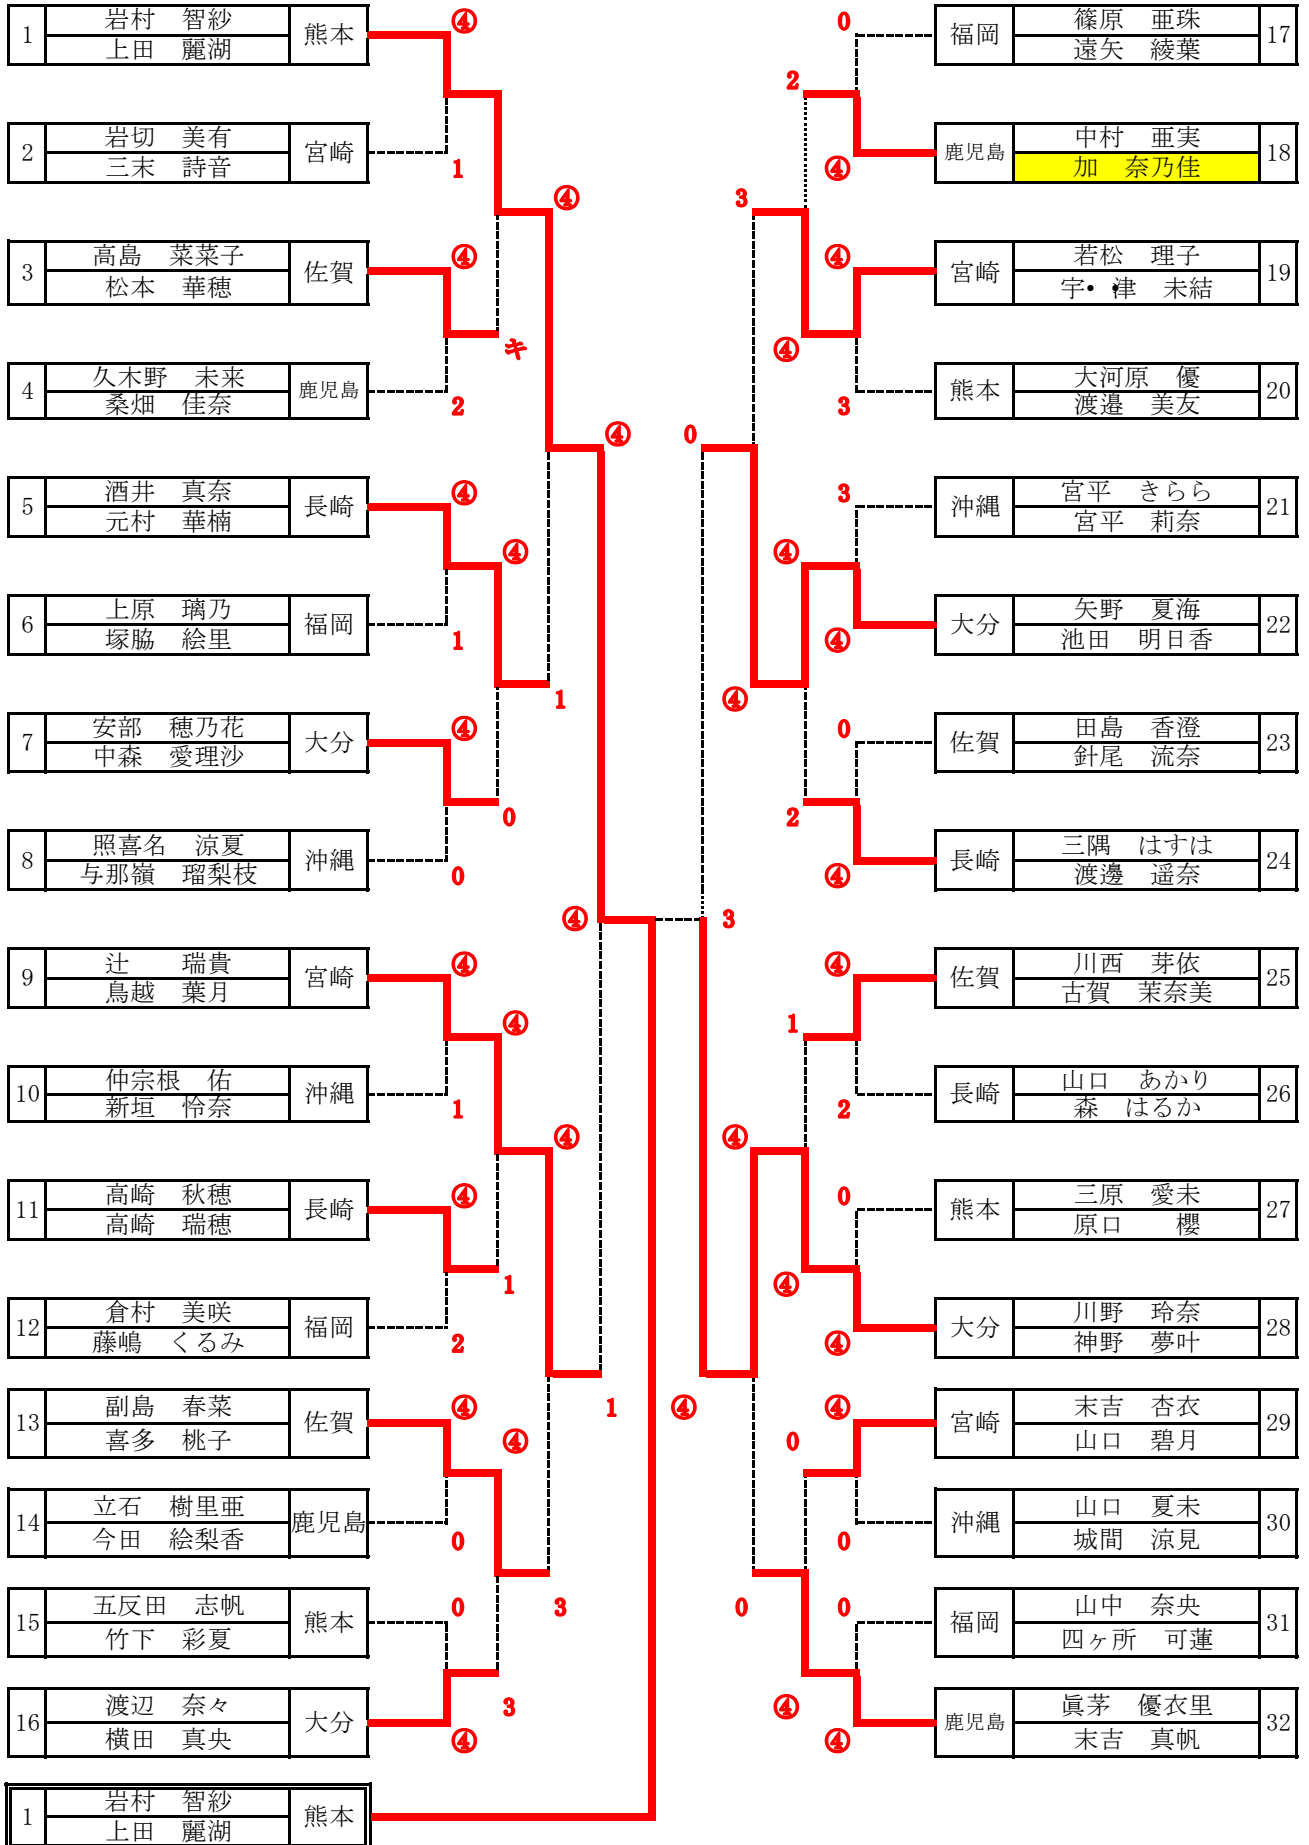 1 岩村 智紗 熊本 ④
上田 麗湖
2 岩切 美有 宮崎 1
三末 詩音
④
3 高島 菜菜子 佐賀 ④
松本 華穂
キ
4 久木野 未来 鹿児島 2
桑畑 佳奈
④
5 酒井 真奈 長崎 ④
元村 華楠
④
6 上原 璃乃 福岡 1
塚脇 絵里
1
7 安部 穂乃花 大分 ④
中森 愛理沙
0
8 照喜名 涼夏 沖縄 0
与那嶺 瑠梨枝
④
9 辻 瑞貴 宮崎 ④
鳥越 葉月
④
10 仲宗根 佑 沖縄 1
新垣 怜奈
④
11 高崎 秋穂 長崎 ④
高崎 瑞穂
1
12 倉村 美咲 福岡 2
藤嶋 くるみ
1
13 副島 春菜 佐賀 ④
喜多 桃子
④
14 立石 樹里亜 鹿児島 0
今田 絵梨香
3
15 五反田 志帆 熊本 0
竹下 彩夏
3
16 渡辺 奈々 大分 ④
横田 真央
1 岩村 智紗 熊本
上田 麗湖
0 福岡 篠原 亜珠 17
遠矢 綾葉
2
④ 鹿児島 中村 亜実 18
加 奈乃佳
3
④ 宮崎 若松 理子 19
宇・・津 未結
④
3 熊本 大河原 優 20
渡邉 美友
0
3 沖縄 宮平 きらら 21
宮平 莉奈
④
④ 大分 矢野 夏海 22
池田 明日香
④
0 佐賀 田島 香澄 23
針尾 流奈
2
④ 長崎 三隅 はすは 24
渡邊 遥奈
3
④ 佐賀 川西 芽依 25
古賀 茉奈美
1
2 長崎 山口 あかり 26
森 はるか
④
0 熊本 三原 愛未 27
原口 櫻
④
④ 大分 川野 玲奈 28
神野 夢叶
④
④ 宮崎 末吉 杏衣 29
山口 碧月
0
0 沖縄 山口 夏未 30
城間 涼見
0
0 福岡 山中 奈央 31
四ヶ所 可蓮
④
④ 鹿児島 眞茅 優衣里 32
末吉 真帆